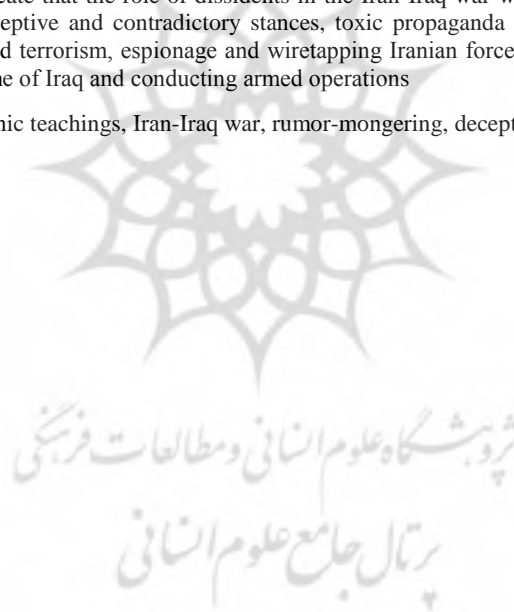 cate that the role of dissidents in the Iran-Iraq war w
eptive and contradictory stances, toxic propaganda
d terrorism, espionage and wiretapping Iranian force
ne of Iraq and conducting armed operations
nic teachings, Iran-Iraq war, rumor-mongering, decept
پژوهشگاه علوم انسانی و مطالعات فرهنگی
پرتال جامع علوم انسانی